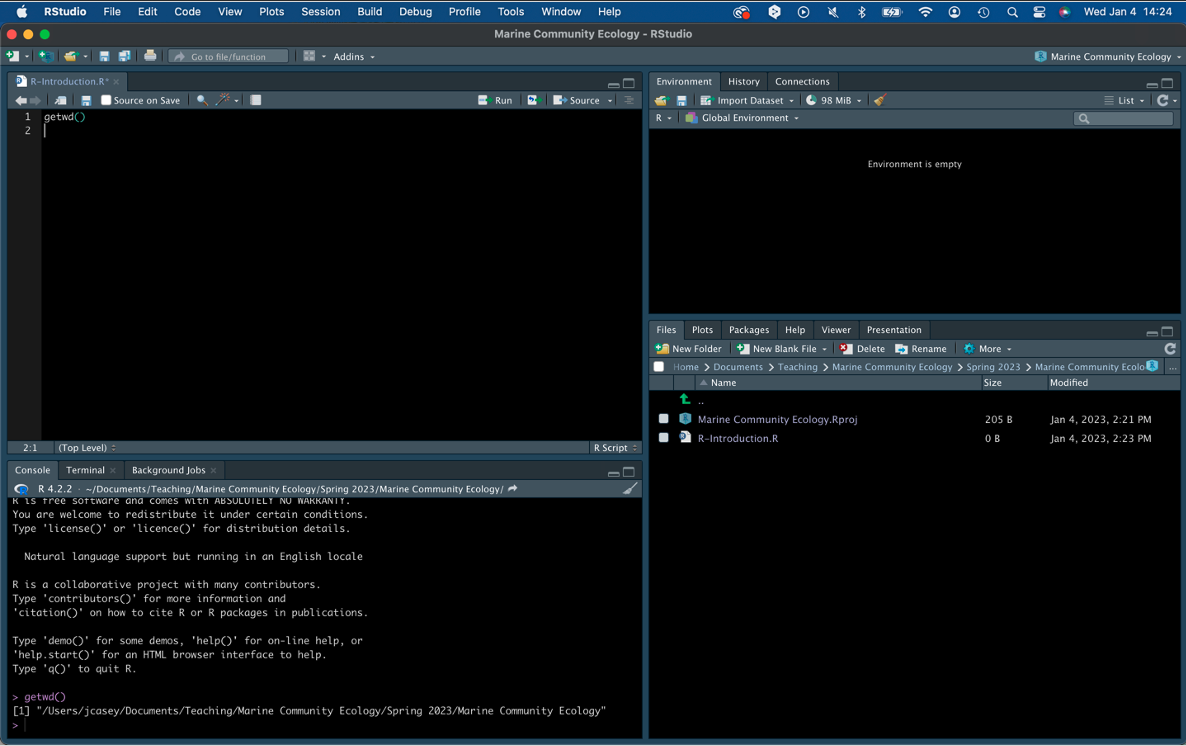 RStudio File Edit Code View Plots Session Build Debug Profile Tools Window Help Wed Jan 4 14:24
Marine Community Ecology - RStudio
Go to file/function Addins Marine Community Ecology
R-Introduction.R*
Source on Save Run Source
1 getwd()
2
2:1 (Top Level) R Script
Console Terminal Background Jobs
R 4.2.2 · ~/Documents/Teaching/Marine Community Ecology/Spring 2023/Marine Community Ecology/
R is free software and comes with ABSOLUTELY NO WARRANTY.
You are welcome to redistribute it under certain conditions.
Type 'license()' or 'licence()' for distribution details.
Natural language support but running in an English locale
R is a collaborative project with many contributors.
Type 'contributors()' for more information and
'citation()' on how to cite R or R packages in publications.
Type 'demo()' for some demos, 'help()' for on-line help, or
'help.start()' for an HTML browser interface to help.
Type 'q()' to quit R.
> getwd()
[1] "/Users/jcasey/Documents/Teaching/Marine Community Ecology/Spring 2023/Marine Community Ecology"
>
Environment History Connections
Import Dataset 98 MiB List
R Global Environment
Environment is empty
Files Plots Packages Help Viewer Presentation
New Folder New Blank File Delete Rename More
Home > Documents > Teaching > Marine Community Ecology > Spring 2023 > Marine Community Ecolo ...
Name Size Modified
..
Marine Community Ecology.Rproj 205 B Jan 4, 2023, 2:21 PM
R-Introduction.R 0 B Jan 4, 2023, 2:23 PM